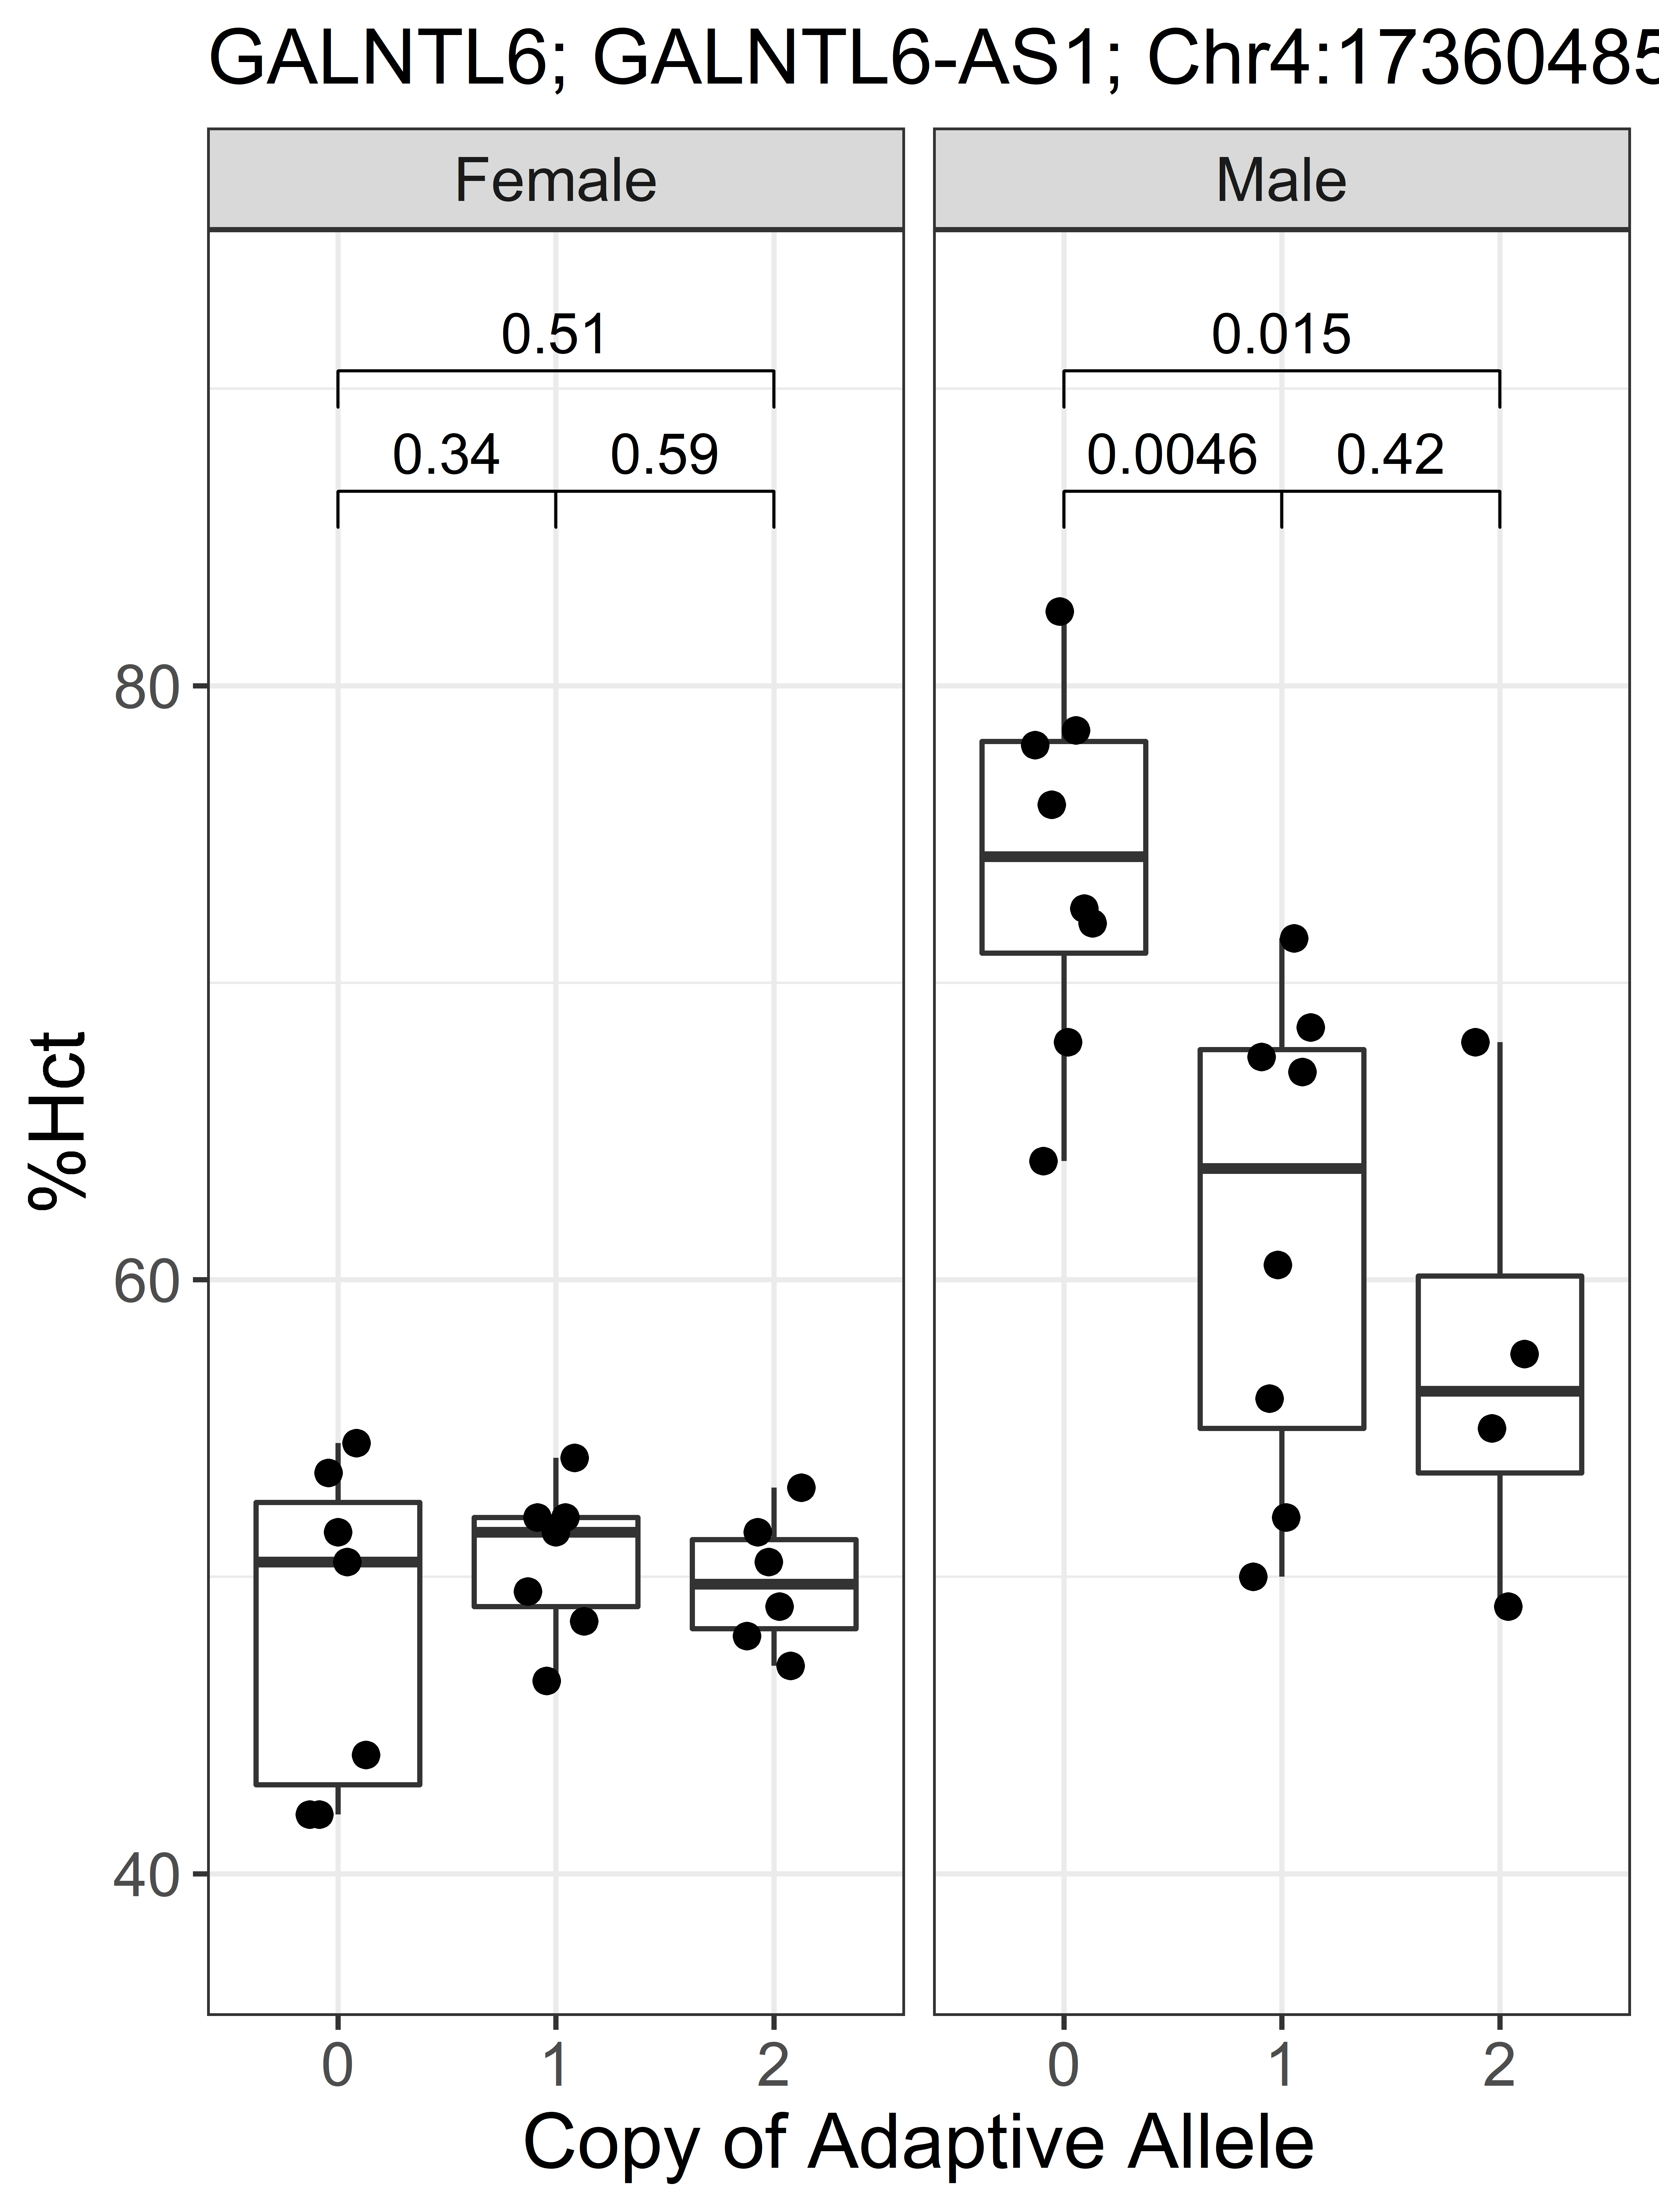 GALNTL6; GALNTL6-AS1; Chr4:17360485
Female Male
0.51 0.015
0.34 0.59 0.0046 0.42
80
%Hct
60
40
0 1 2 0 1 2
Copy of Adaptive Allele